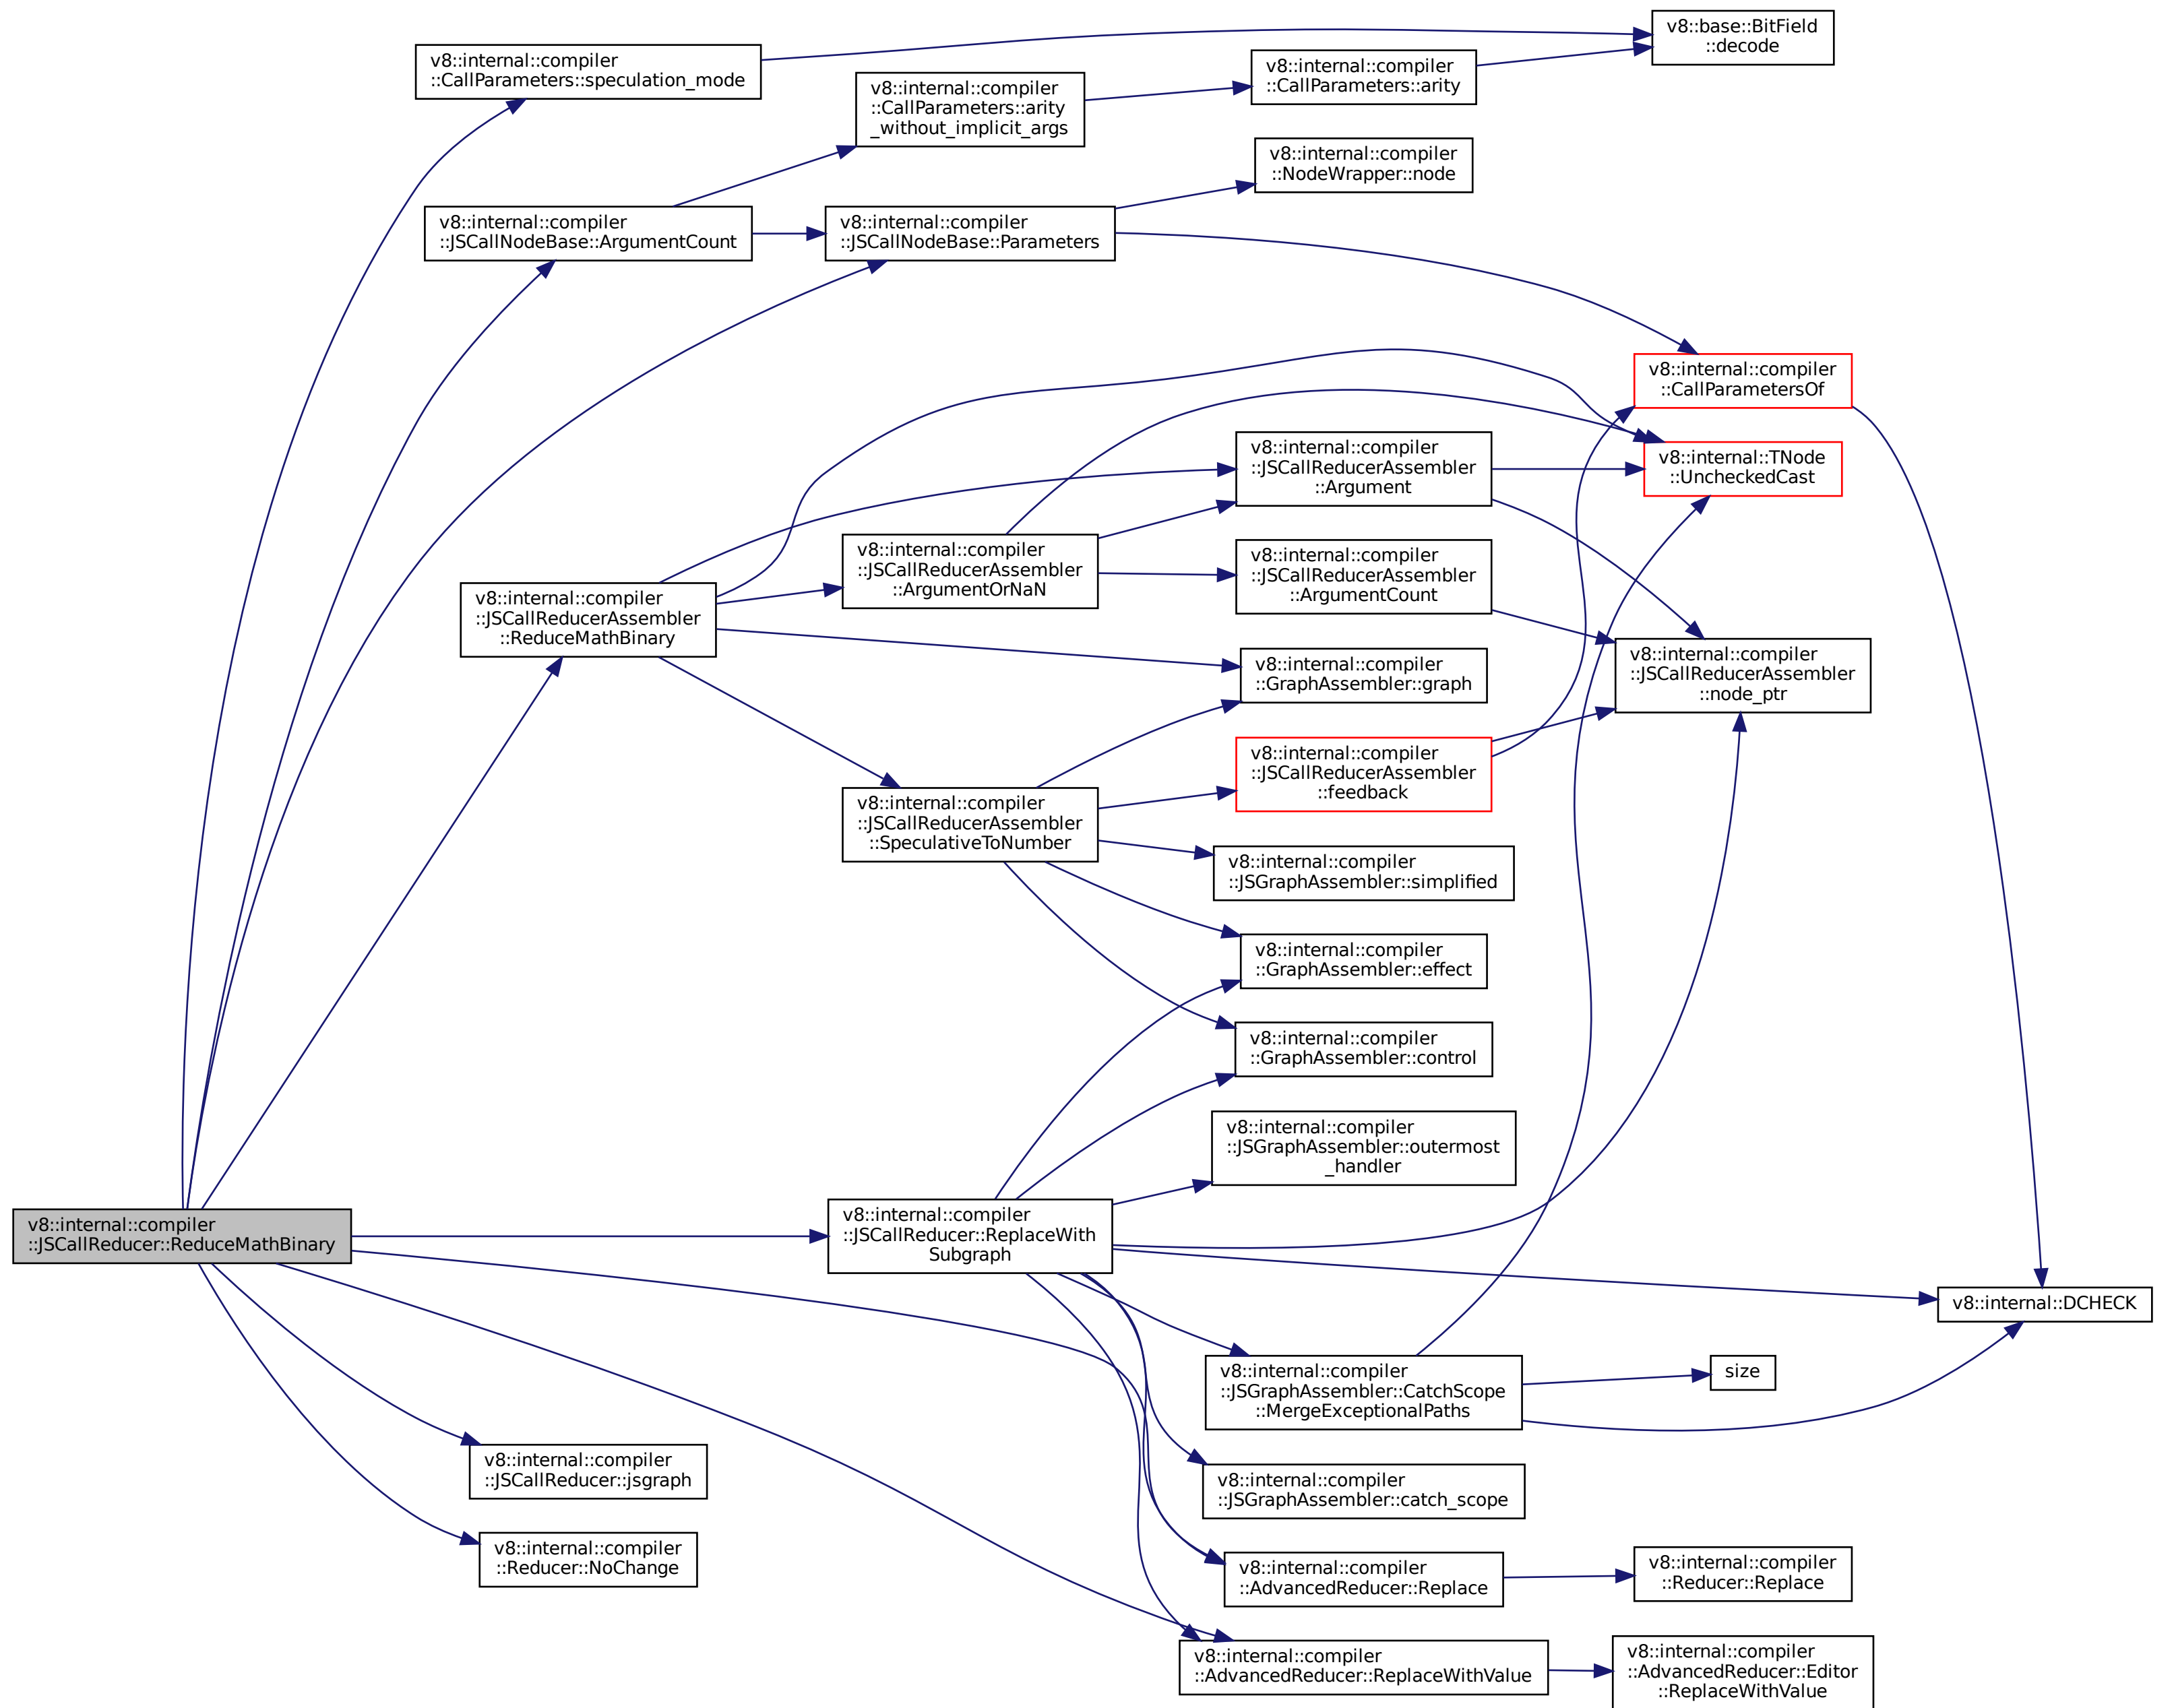 v8::internal::compiler
::JSCallReducer::ReduceMathBinary
v8::internal::compiler
::CallParameters::speculation_mode
v8::base::BitField
::decode
v8::internal::compiler
::JSCallNodeBase::ArgumentCount
v8::internal::compiler
::CallParameters::arity
_without_implicit_args
v8::internal::compiler
::CallParameters::arity
v8::internal::compiler
::JSCallNodeBase::Parameters
v8::internal::compiler
::NodeWrapper::node
v8::internal::compiler
::CallParametersOf
v8::internal::TNode
::UncheckedCast
v8::internal::compiler
::JSCallReducerAssembler
::ReduceMathBinary
v8::internal::compiler
::JSCallReducerAssembler
::ArgumentOrNaN
v8::internal::compiler
::JSCallReducerAssembler
::Argument
v8::internal::compiler
::JSCallReducerAssembler
::ArgumentCount
v8::internal::compiler
::JSCallReducerAssembler
::node_ptr
v8::internal::compiler
::GraphAssembler::graph
v8::internal::compiler
::JSCallReducerAssembler
::feedback
v8::internal::compiler
::JSCallReducerAssembler
::SpeculativeToNumber
v8::internal::compiler
::JSGraphAssembler::simplified
v8::internal::compiler
::GraphAssembler::effect
v8::internal::compiler
::GraphAssembler::control
v8::internal::compiler
::JSGraphAssembler::outermost
_handler
v8::internal::compiler
::JSCallReducer::ReplaceWith
Subgraph
v8::internal::DCHECK
v8::internal::compiler
::JSGraphAssembler::CatchScope
::MergeExceptionalPaths
size
v8::internal::compiler
::JSGraphAssembler::catch_scope
v8::internal::compiler
::JSCallReducer::jsgraph
v8::internal::compiler
::Reducer::NoChange
v8::internal::compiler
::AdvancedReducer::Replace
v8::internal::compiler
::Reducer::Replace
v8::internal::compiler
::AdvancedReducer::ReplaceWithValue
v8::internal::compiler
::AdvancedReducer::Editor
::ReplaceWithValue